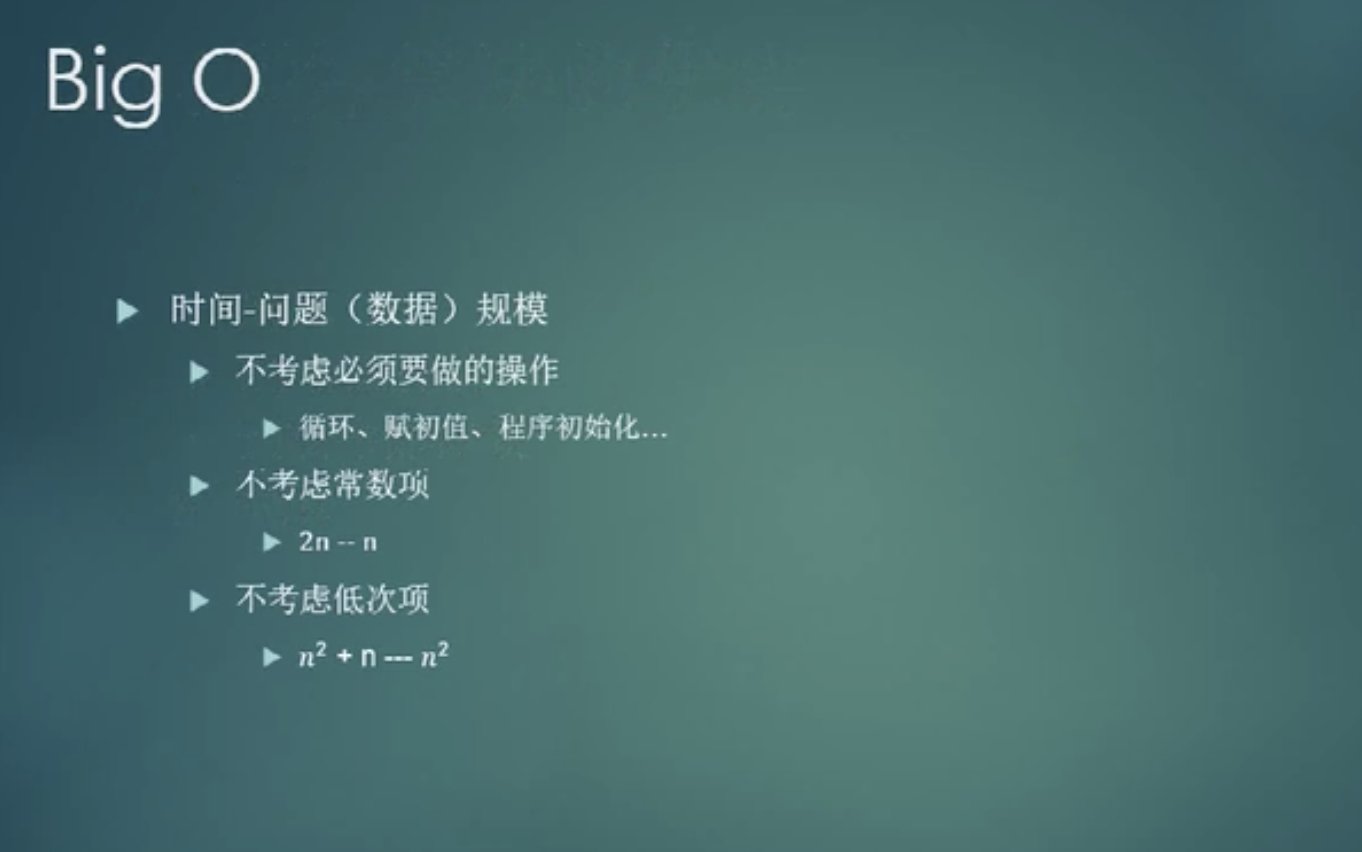 Big O
时间-问题（数据）规模
不考虑必须要做的操作
循环、赋初值、程序初始化...
不考虑常数项
2n -- n
不考虑低次项
n² + n --- n²